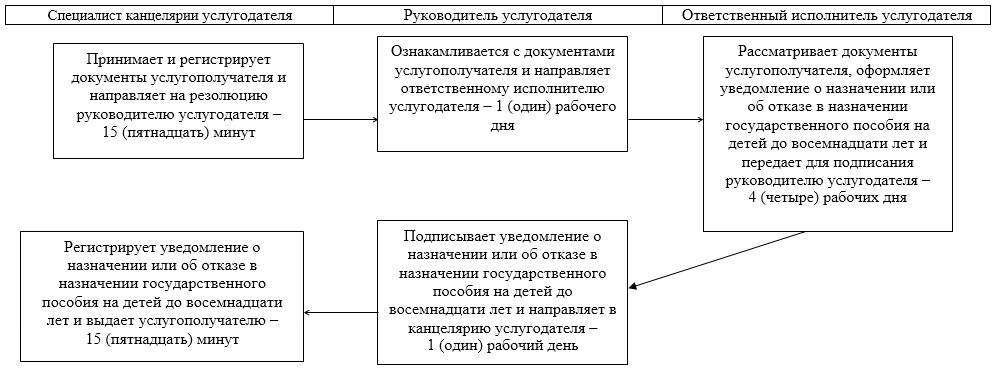 Специалист канцелярии услугодателя
Руководитель услугодателя
Ответственный исполнитель услугодателя
Принимает и регистрирует
документы услугополучателя и
направляет на резолюцию
руководителю услугодателя –
15 (пятнадцать) минут
Ознакамливается с документами
услугополучателя и направляет
ответственному исполнителю
услугодателя – 1 (один) рабочего
дня
Рассматривает документы
услугополучателя, оформляет
уведомление о назначении или
об отказе в назначении
государственного пособия на
детей до восемнадцати лет и
передает для подписания
руководителю услугодателя –
4 (четыре) рабочих дня
Подписывает уведомление о
назначении или об отказе в
назначении государственного
пособия на детей до
восемнадцати лет и направляет в
канцелярию услугодателя –
1 (один) рабочий день
Регистрирует уведомление о
назначении или об отказе в
назначении государственного
пособия на детей до восемнадцати
лет и выдает услугополучателю –
15 (пятнадцать) минут